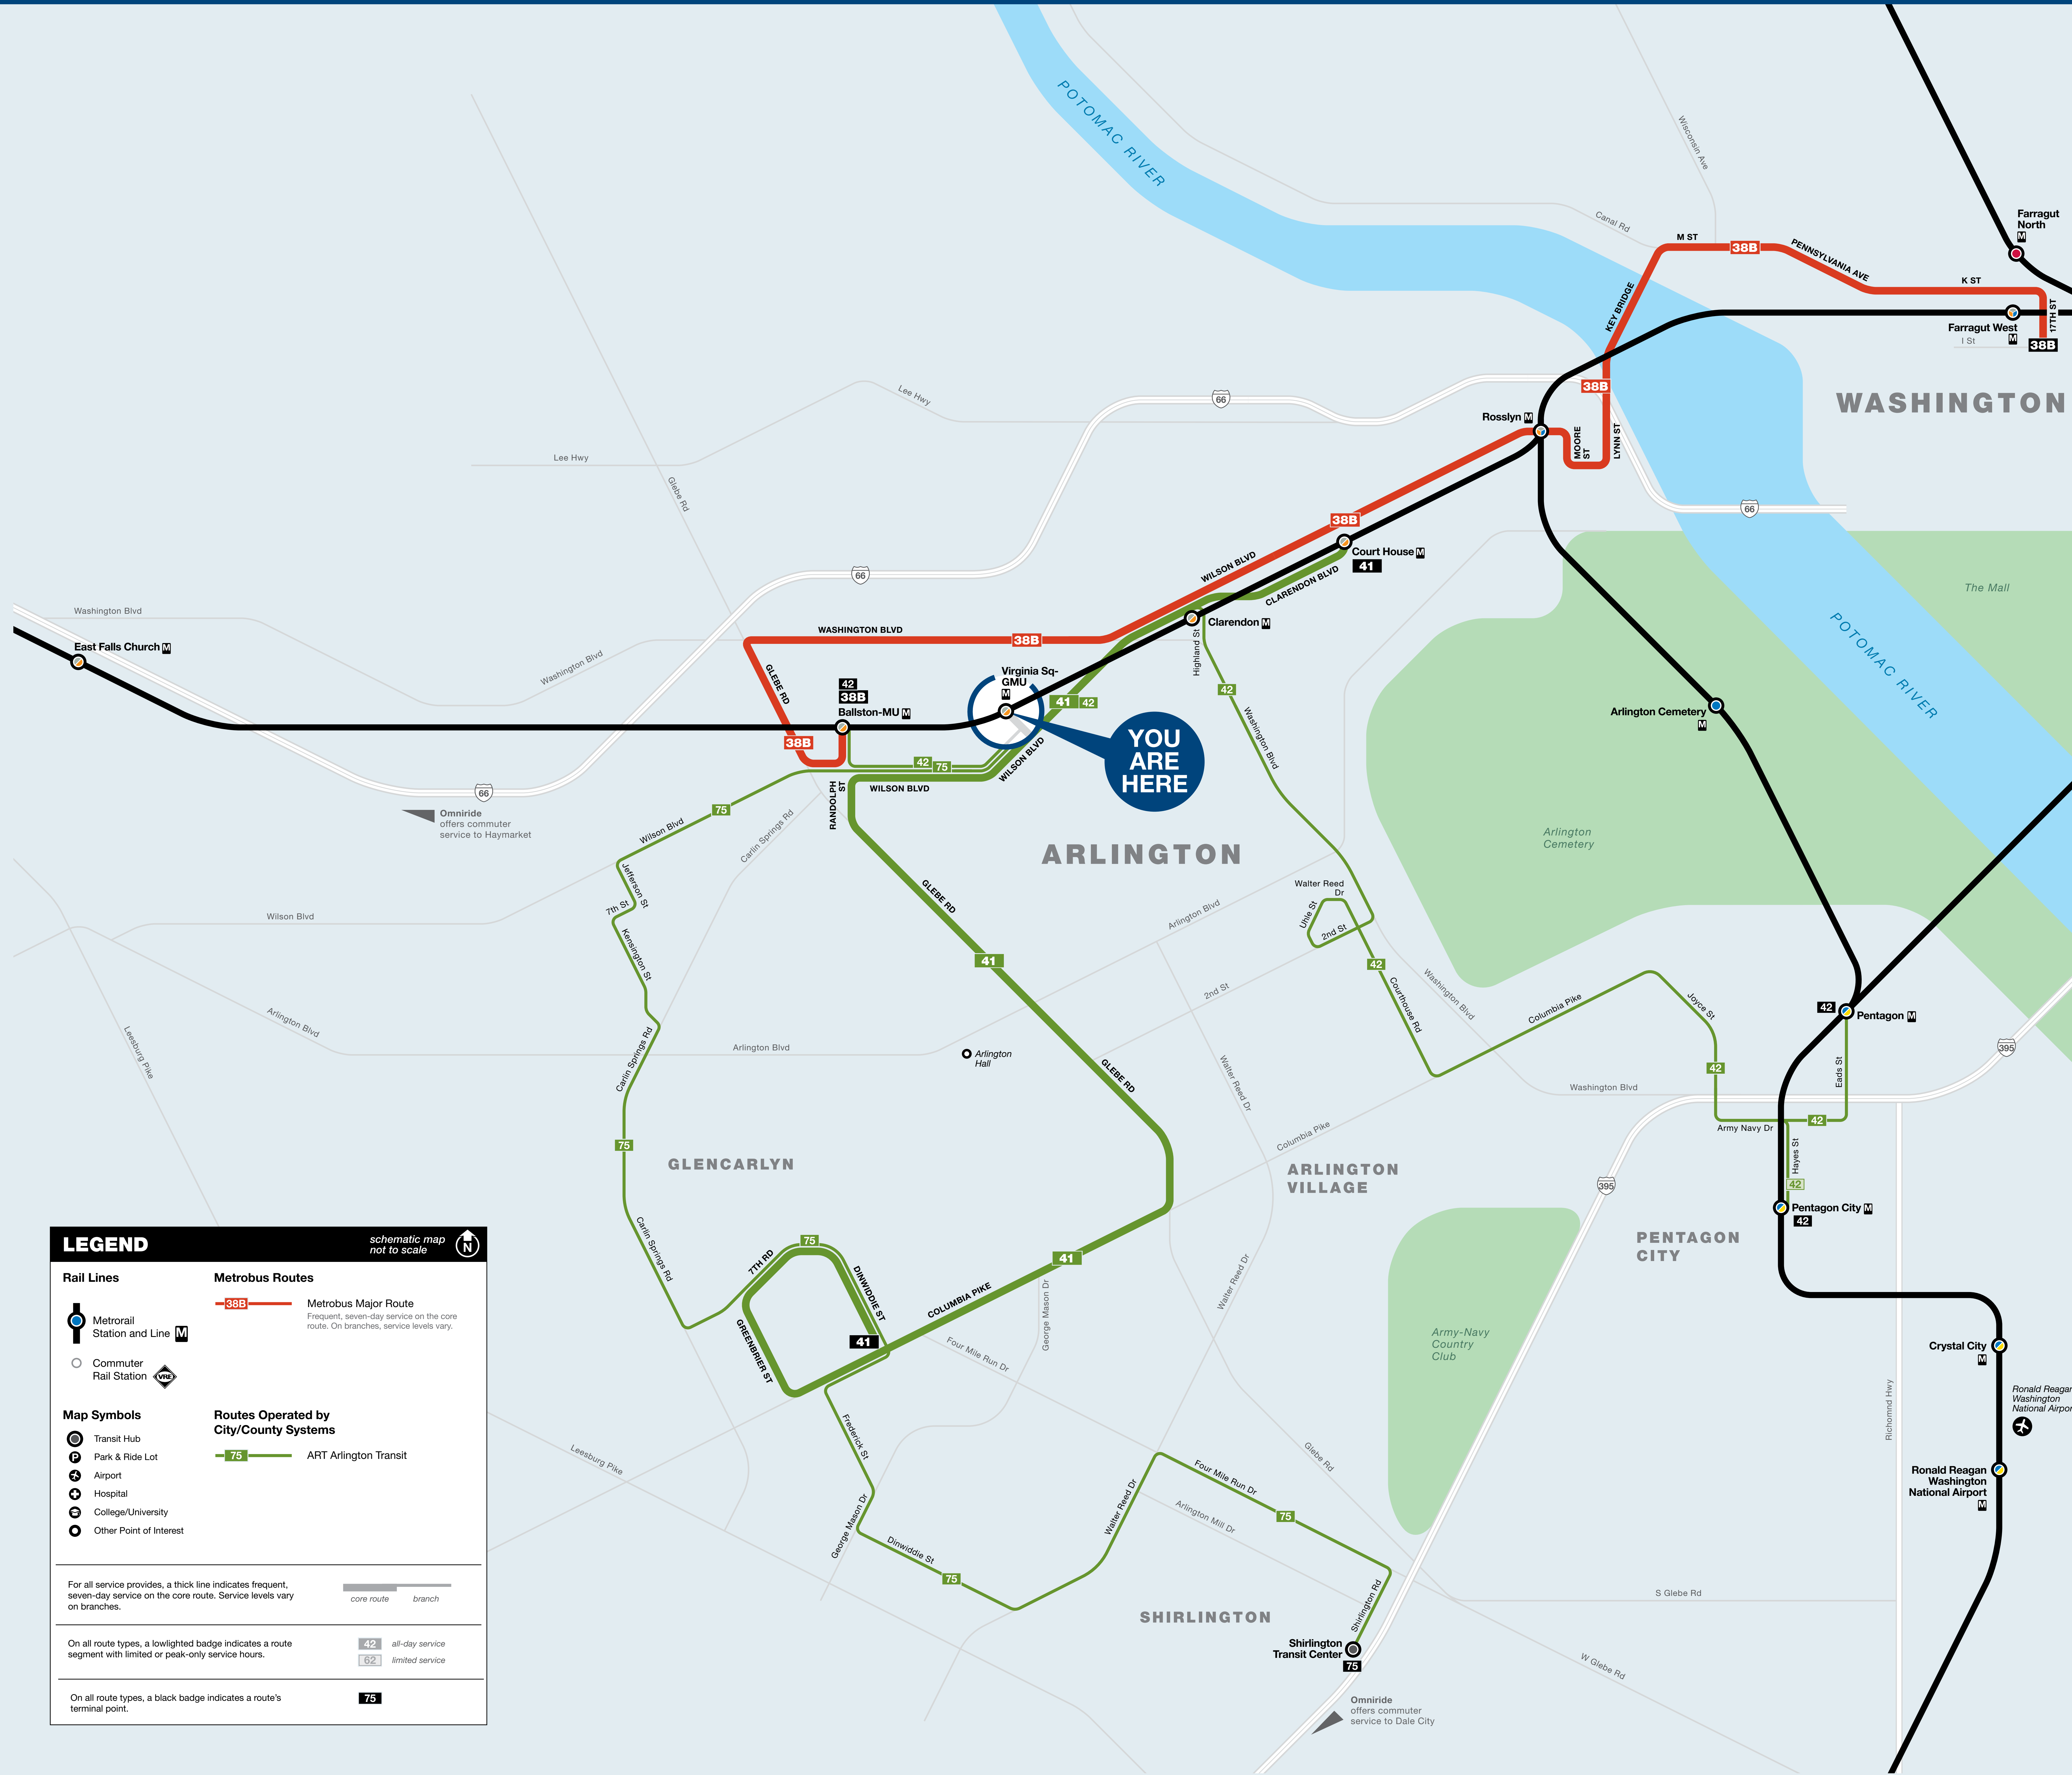 POTOMAC RIVER
Wisconsin Ave
Canal Rd
Farragut
North
M
M ST
38B
PENNSYLVANIA AVE
K ST
KEY BRIDGE
17TH ST
Farragut West
M
I St
38B
38B
WASHINGTON
Lee Hwy
66
Rosslyn M
MOORE
ST
LYNN ST
Lee Hwy
Glebe Rd
66
38B
Court House M
41
WILSON BLVD
CLARENDON BLVD
66
The Mall
Washington Blvd
East Falls Church M
Washington Blvd
WASHINGTON BLVD
38B
Clarendon M
Highland St
POTOMAC RIVER
GLEBE RD
42
38B
Ballston-MU M
Virginia Sq-
GMU
M
41
42
42
Washington Blvd
Arlington Cemetery
M
38B
42
75
WILSON BLVD
WILSON BLVD
YOU
ARE
HERE
66
Omniride
offers commuter
service to Haymarket
75
Wilson Blvd
RANDOLPH
ST
Carlin Springs Rd
ARLINGTON
Arlington
Cemetery
Jefferson St
7th St
Kensington St
Wilson Blvd
GLEBE RD
Walter Reed
Dr
Uhle St
2nd St
Arlington Blvd
41
42
Courthouse Rd
Washington Blvd
2nd St
Columbia Pike
Joyce St
42
Pentagon M
Leesburg Pike
Arlington Blvd
Arlington Blvd
Carlin Springs Rd
Arlington
Hall
GLEBE RD
Walter Reed Dr
Washington Blvd
42
Eads St
395
Army Navy Dr
42
Columbia Pike
75
GLENCARLYN
ARLINGTON
VILLAGE
395
Hayes St
42
Pentagon City M
42
PENTAGON
CITY
Carlin Springs Rd
75
7TH RD
DINWIDDIE ST
41
GREENBRIER ST
COLUMBIA PIKE
41
George Mason Dr
Four Mile Run Dr
Walter Reed Dr
Army-Navy
Country
Club
Crystal City
M
Ronald Reagan
Washington
National Airport
Richomnd Hwy
Ronald Reagan
Washington
National Airport
M
Frederick St
Leesburg Pike
George Mason Dr
Dinwiddie St
75
Walter Reed Dr
Four Mile Run Dr
75
Arlington Mill Dr
Glebe Rd
S Glebe Rd
Shirlington Rd
SHIRLINGTON
Shirlington
Transit Center
75
W Glebe Rd
Omniride
offers commuter
service to Dale City
LEGEND
schematic map
not to scale
N
Rail Lines
Metrorail
Station and Line M
Commuter
Rail Station VRE
Metrobus Routes
38B
Metrobus Major Route
Frequent, seven-day service on the core
route. On branches, service levels vary.
Map Symbols
Transit Hub
P Park & Ride Lot
Airport
Hospital
College/University
Other Point of Interest
Routes Operated by
City/County Systems
75
ART Arlington Transit
For all service provides, a thick line indicates frequent,
seven-day service on the core route. Service levels vary
on branches.
core route
branch
On all route types, a lowlighted badge indicates a route
segment with limited or peak-only service hours.
42 all-day service
62 limited service
On all route types, a black badge indicates a route's
terminal point.
75